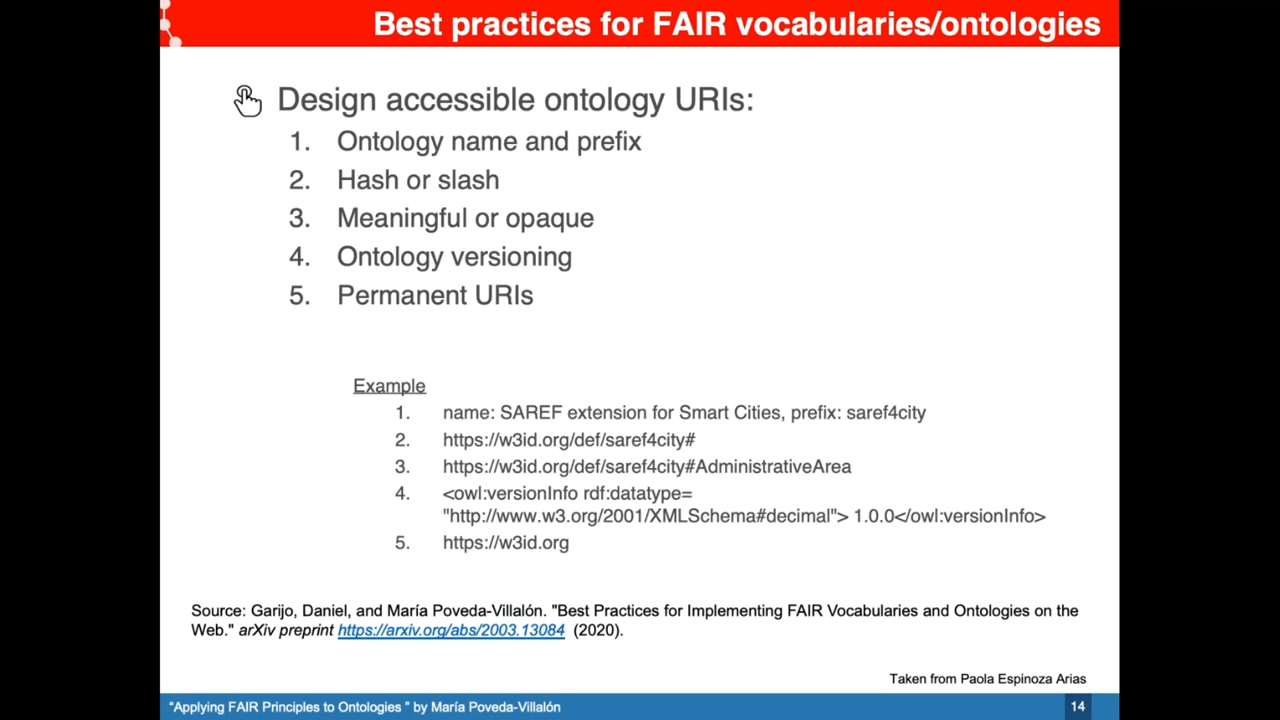 Best practices for FAIR vocabularies/ontologies
Design accessible ontology URIs:
1. Ontology name and prefix
2. Hash or slash
3. Meaningful or opaque
4. Ontology versioning
5. Permanent URIs
Example
1. name: SAREF extension for Smart Cities, prefix: saref4city
2. https://w3id.org/def/saref4city#
3. https://w3id.org/def/saref4city#AdministrativeArea
4. <owl:versionInfo rdf:datatype=
"http://www.w3.org/2001/XMLSchema#decimal"> 1.0.0</owl:versionInfo>
5. https://w3id.org
Source: Garijo, Daniel, and María Poveda-Villalón. "Best Practices for Implementing FAIR Vocabularies and Ontologies on the
Web." arXiv preprint https://arxiv.org/abs/2003.13084 (2020).
Taken from Paola Espinoza Arias
“Applying FAIR Principles to Ontologies ” by María Poveda-Villalón
14